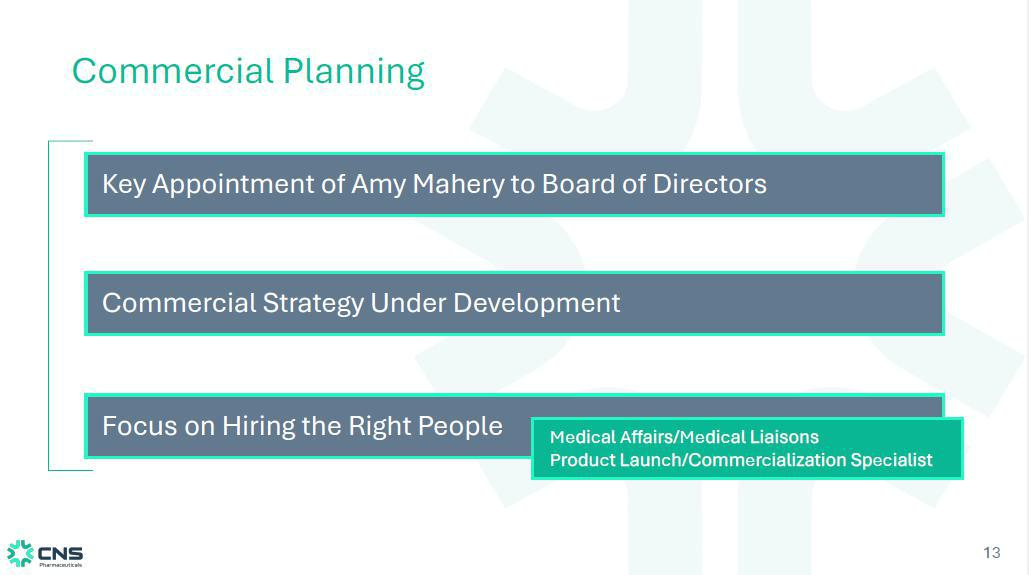 Commercial Planning
Key Appointment of Amy Mahery to Board of Directors
Commercial Strategy Under Development
Focus on Hiring the Right People
Medical Affairs/Medical Liaisons
Product Launch/Commercialization Specialist
CNS
Pharmaceuticals
13